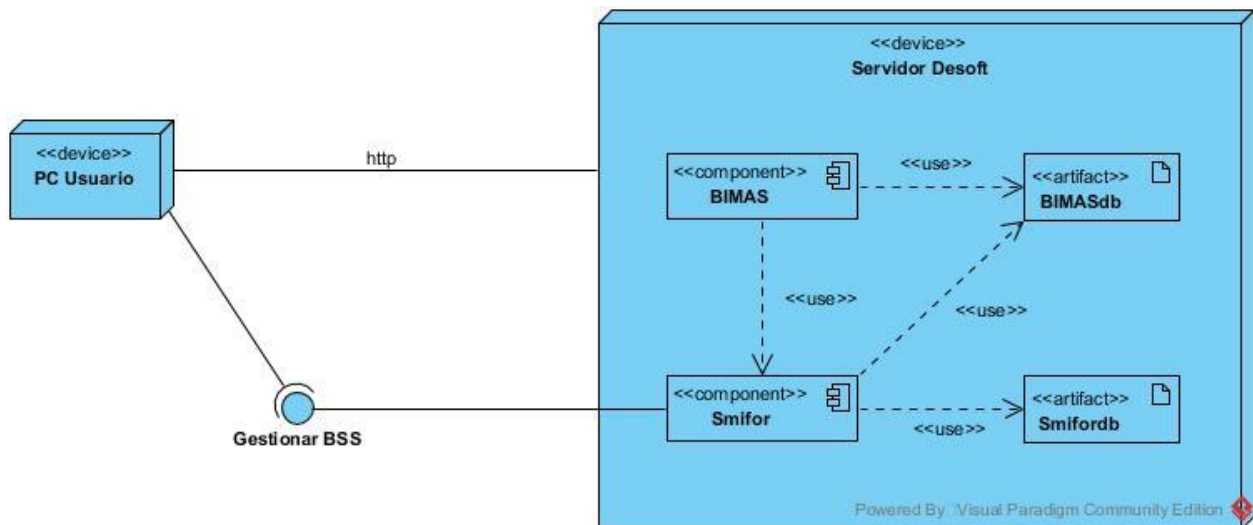 <<device>>
Servidor Desoft
<<device>>
PC Usuario
http
<<component>>
BIMAS
<<use>>
<<artifact>>
BIMASdb
<<use>>
<<use>>
<<component>>
Smifor
<<use>>
<<artifact>>
Smifordb
Gestionar BSS
Powered By Visual Paradigm Community Edition